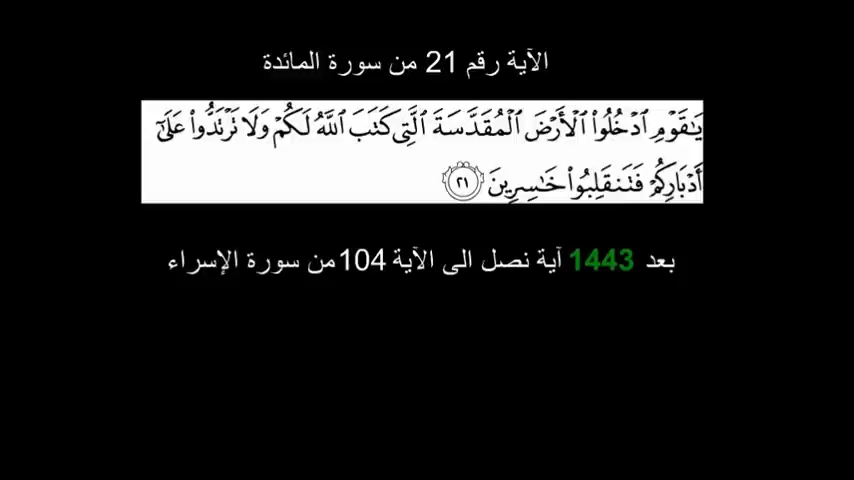 الآية رقم 21 من سورة المائدة
يَٰقَوْمِ ٱدْخُلُوا۟ ٱلْأَرْضَ ٱلْمُقَدَّسَةَ ٱلَّتِى كَتَبَ ٱللَّهُ لَكُمْ وَلَا تَرْتَدُّوا۟ عَلَىٰٓ
أَدْبَارِكُمْ فَتَنقَلِبُوا۟ خَٰسِرِينَ ٢١
بعد 1443 آية نصل الى الآية 104 من سورة الإسراء